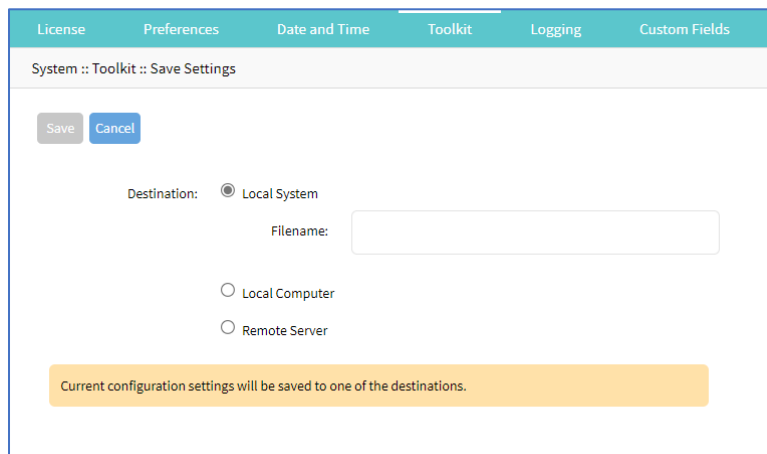 License Preferences Date and Time Toolkit Logging Custom Fields
System :: Toolkit :: Save Settings
Save Cancel
Destination: Local System
Filename:
Local Computer
Remote Server
Current configuration settings will be saved to one of the destinations.